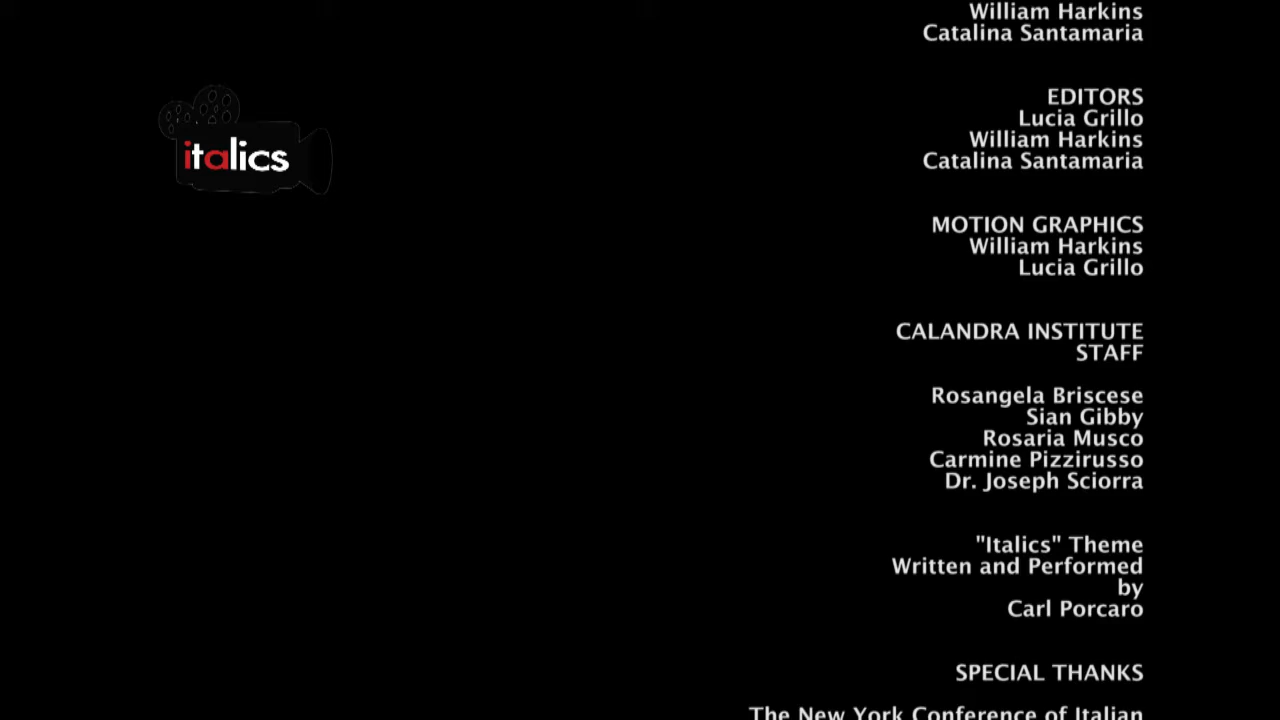 William Harkins
Catalina Santamaria
italics
EDITORS
Lucia Grillo
William Harkins
Catalina Santamaria
MOTION GRAPHICS
William Harkins
Lucia Grillo
CALANDRA INSTITUTE
STAFF
Rosangela Briscese
Sian Gibby
Rosaria Musco
Carmine Pizzirusso
Dr. Joseph Sciorra
"Italics" Theme
Written and Performed
by
Carl Porcaro
SPECIAL THANKS
The New York Conference of Italian